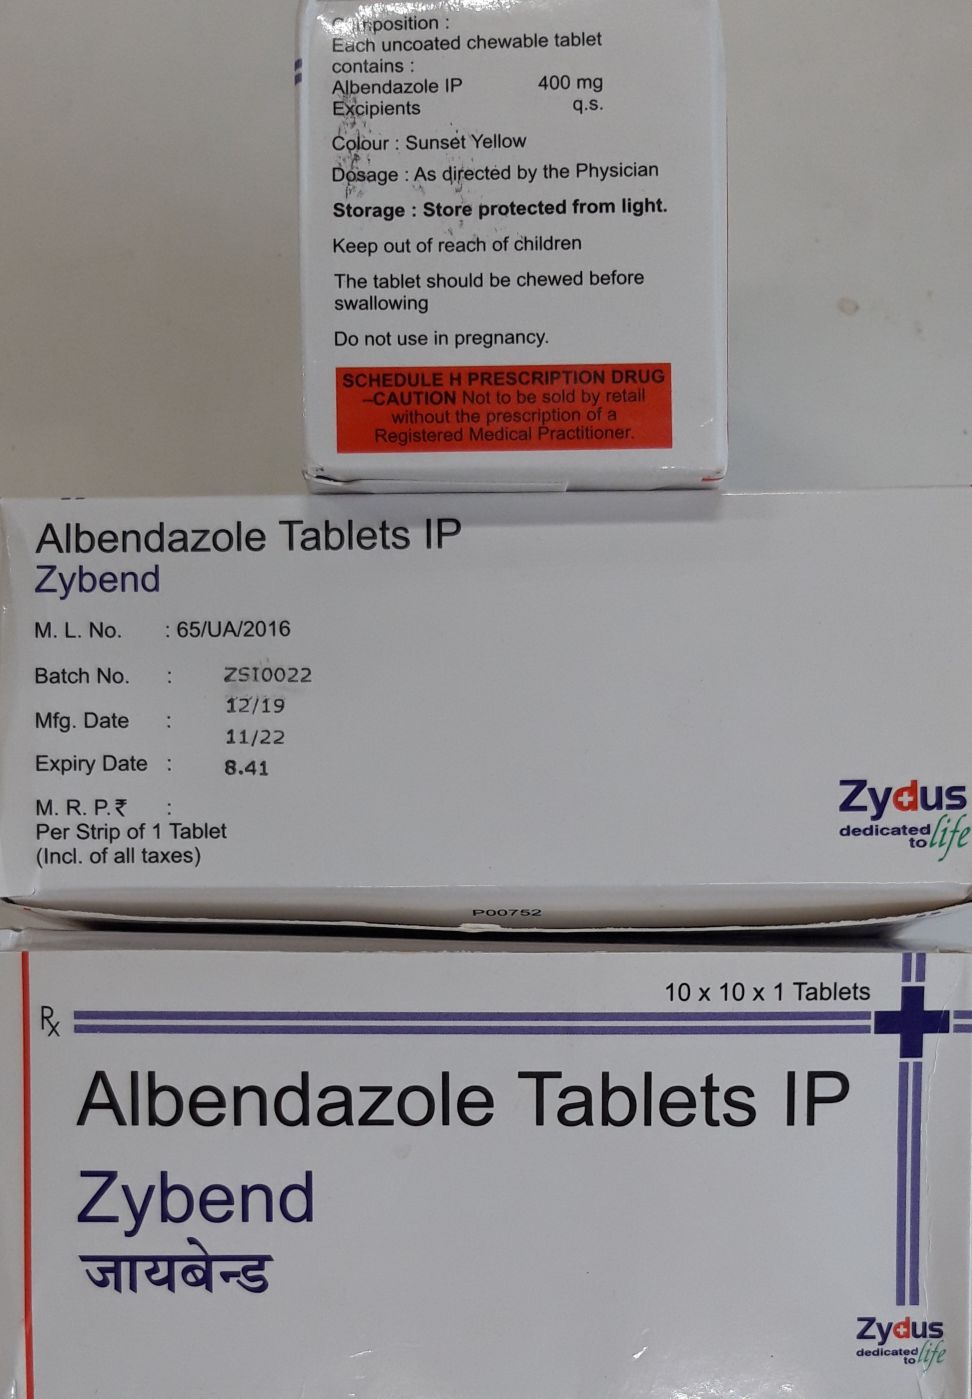 Composition :
Each uncoated chewable tablet
contains :
Albendazole IP 400 mg
Excipients q.s.
Colour : Sunset Yellow
Dosage : As directed by the Physician
Storage : Store protected from light.
Keep out of reach of children
The tablet should be chewed before
swallowing
Do not use in pregnancy.
SCHEDULE H PRESCRIPTION DRUG
–CAUTION Not to be sold by retail
without the prescription of a
Registered Medical Practitioner.
Albendazole Tablets IP
Zybend
M. L. No. : 65/UA/2016
Batch No. : ZSI0022
12/19
Mfg. Date :
11/22
Expiry Date :
8.41
M. R. P.₹ :
Per Strip of 1 Tablet
(Incl. of all taxes)
Zydus
dedicated
to life
P00752
10 x 10 x 1 Tablets
Rx
Albendazole Tablets IP
Zybend
जायबेन्ड
Zydus
dedicated
to life